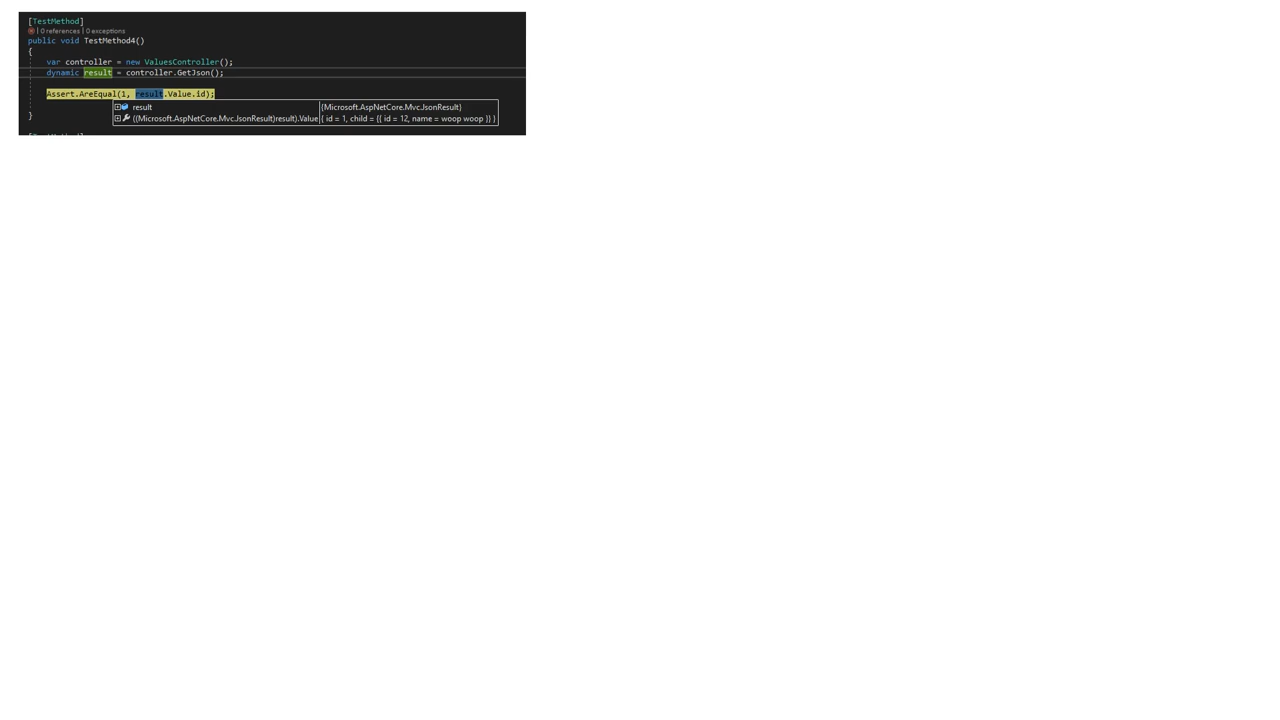 [TestMethod]
| 0 references | 0 exceptions
public void TestMethod4()
{
var controller = new ValuesController();
dynamic result = controller.GetJson();
Assert.AreEqual(1, result.Value.id);
result {Microsoft.AspNetCore.Mvc.JsonResult}
((Microsoft.AspNetCore.Mvc.JsonResult)result).Value { id = 1, child = {{ id = 12, name = woop woop }} }
}